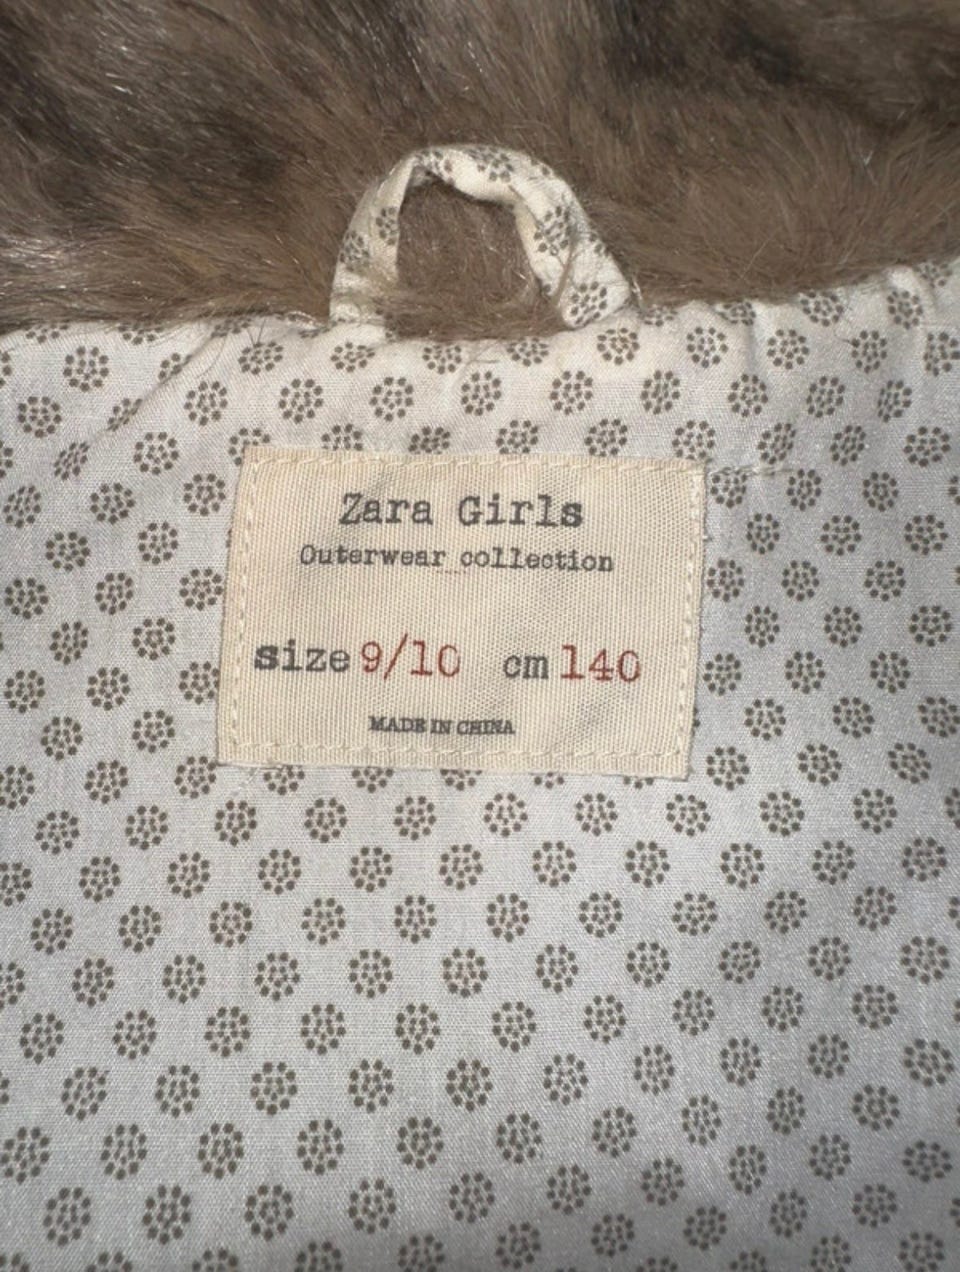 Zara Girls
Outerwear collection
size 9/10 cm 140
MADE IN CHINA